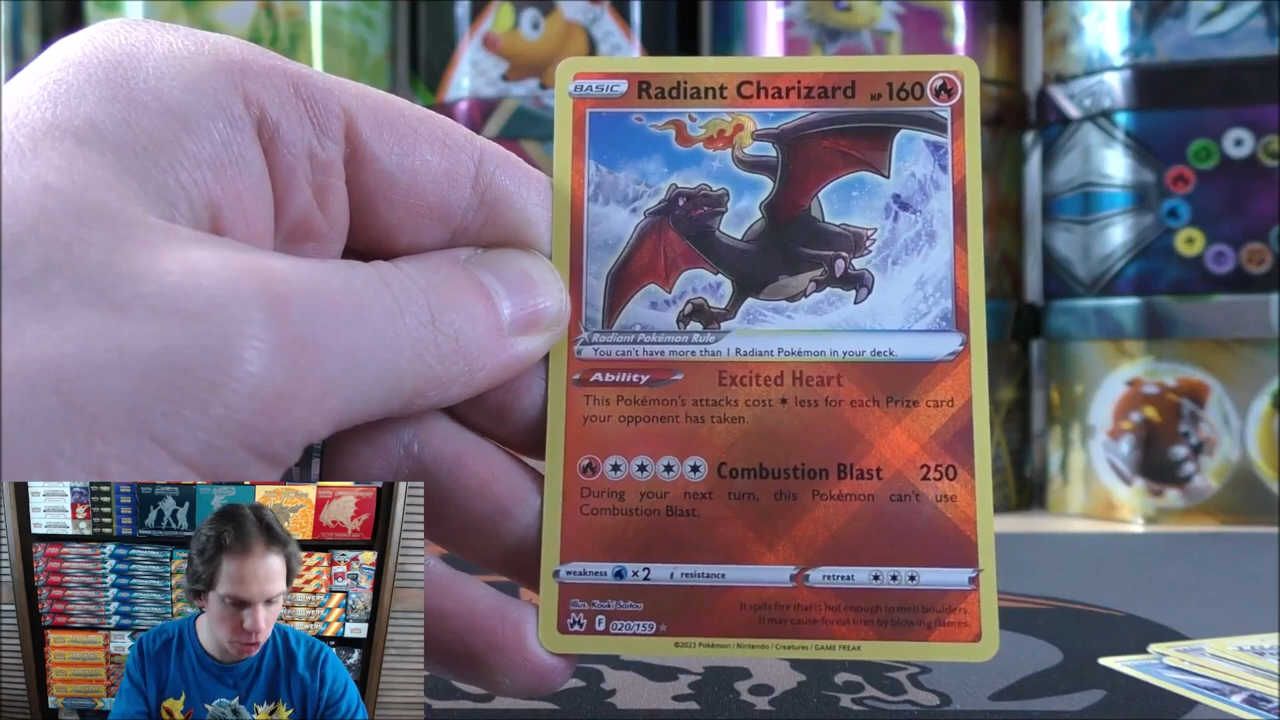 BASIC Radiant Charizard HP 160
Radiant Pokémon Rule
You can't have more than 1 Radiant Pokémon in your deck.
Ability Excited Heart
This Pokémon's attacks cost less for each Prize card
your opponent has taken.
Combustion Blast 250
During your next turn, this Pokémon can't use
Combustion Blast.
weakness ×2 resistance retreat
Illus. Kouki Saitou
F 020/159
It spits fire that is hot enough to melt boulders.
It may cause forest fires by blowing flames.
©2023 Pokémon / Nintendo / Creatures / GAME FREAK